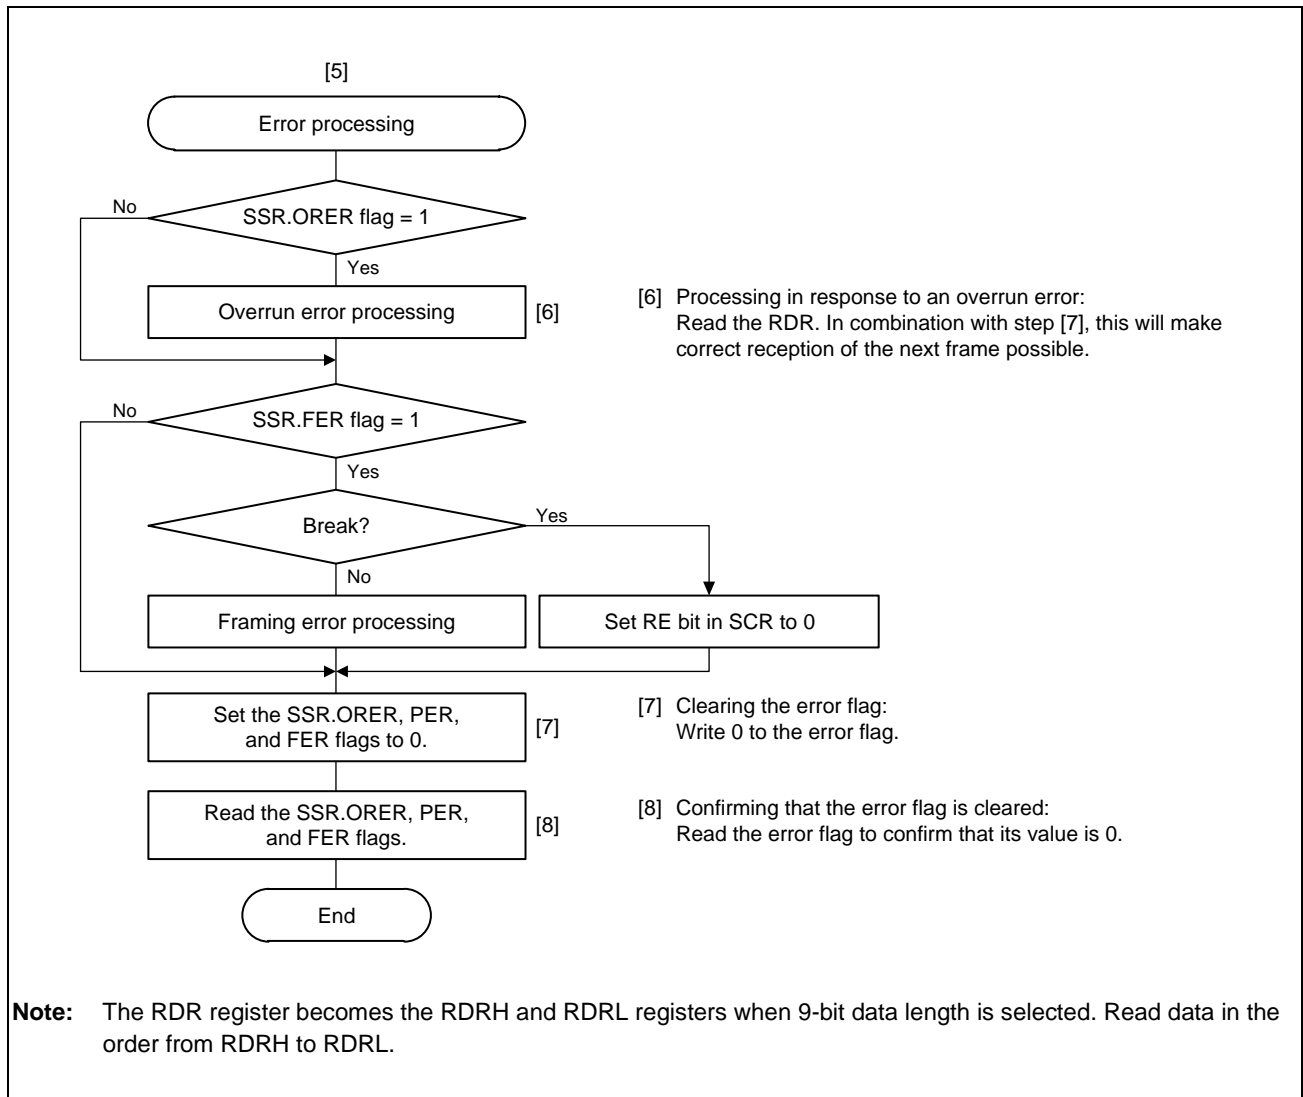 [5]
Error processing
No
SSR.ORER flag = 1
Yes
Overrun error processing
[6]
[6] Processing in response to an overrun error:
Read the RDR. In combination with step [7], this will make
correct reception of the next frame possible.
No
SSR.FER flag = 1
Yes
Break?
Yes
No
Framing error processing
Set RE bit in SCR to 0
Set the SSR.ORER, PER,
and FER flags to 0.
[7]
[7] Clearing the error flag:
Write 0 to the error flag.
Read the SSR.ORER, PER,
and FER flags.
[8]
[8] Confirming that the error flag is cleared:
Read the error flag to confirm that its value is 0.
End
Note: The RDR register becomes the RDRH and RDRL registers when 9-bit data length is selected. Read data in the
order from RDRH to RDRL.